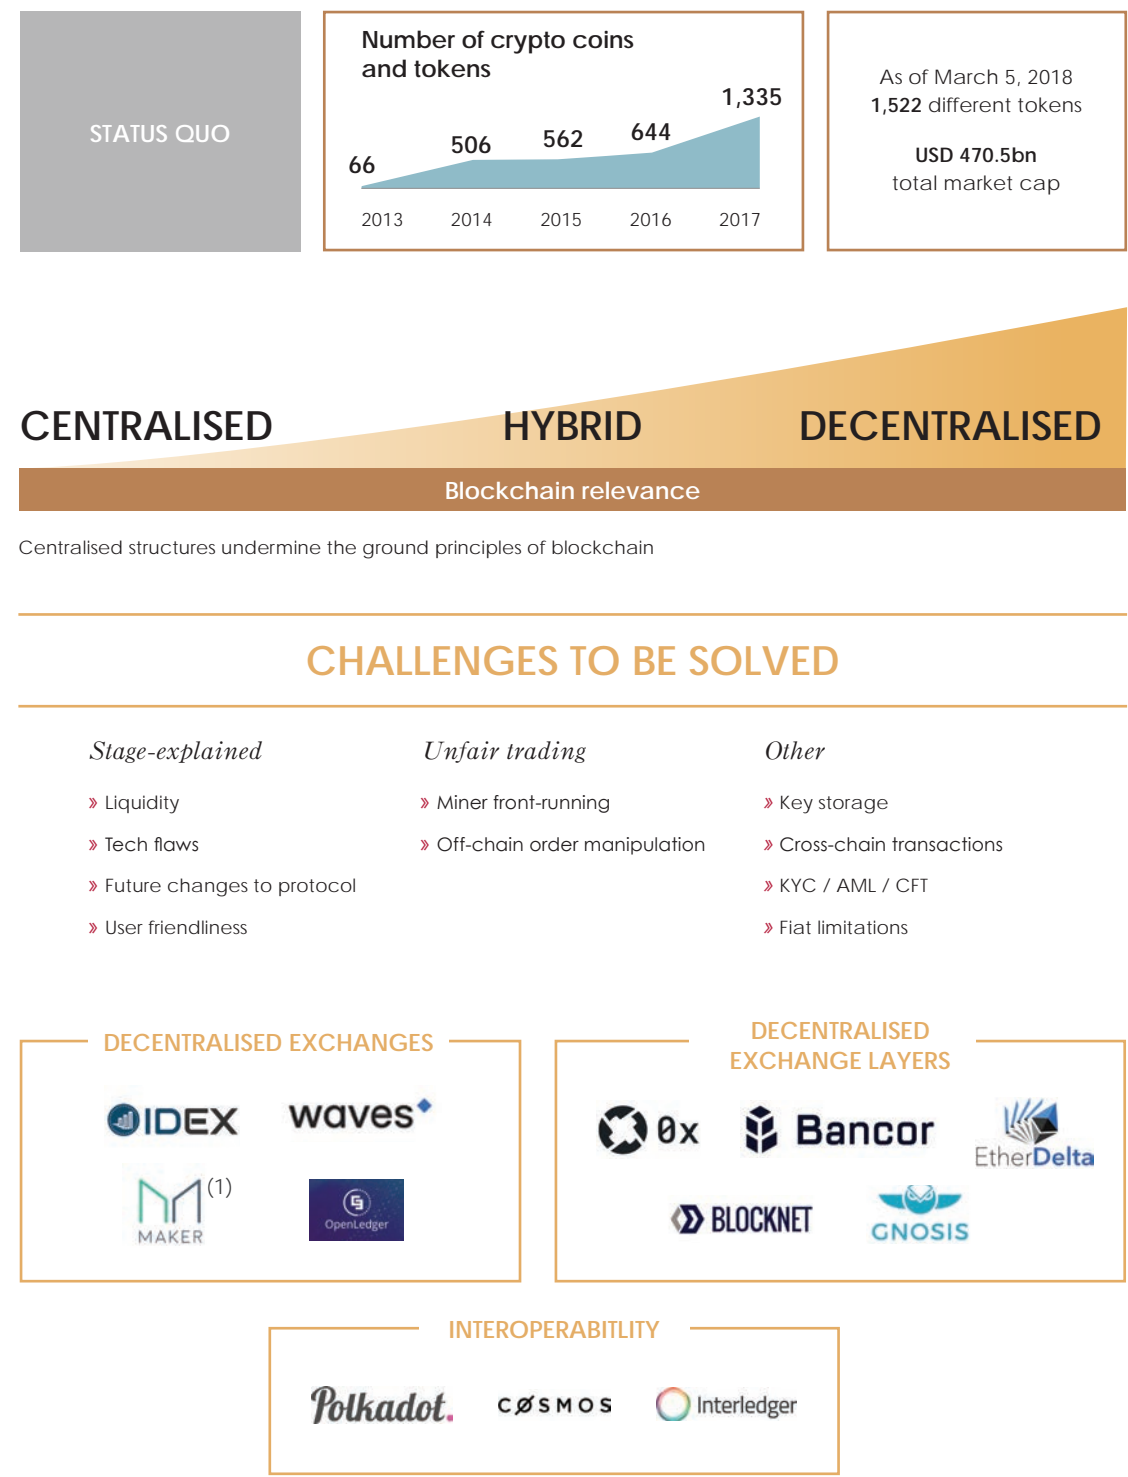 STATUS QUO
Number of crypto coins
and tokens
66
506
562
644
1,335
2013
2014
2015
2016
2017
As of March 5, 2018
1,522 different tokens
USD 470.5bn
total market cap
CENTRALISED
HYBRID
DECENTRALISED
Blockchain relevance
Centralised structures undermine the ground principles of blockchain
CHALLENGES TO BE SOLVED
Stage-explained
» Liquidity
» Tech flaws
» Future changes to protocol
» User friendliness
Unfair trading
» Miner front-running
» Off-chain order manipulation
Other
» Key storage
» Cross-chain transactions
» KYC / AML / CFT
» Fiat limitations
DECENTRALISED EXCHANGES
IDEX
waves
MAKER
(1)
OpenLedger
DECENTRALISED
EXCHANGE LAYERS
0x
Bancor
EtherDelta
BLOCKNET
GNOSIS
INTEROPERABITLITY
Polkadot.
CØSMOS
Interledger